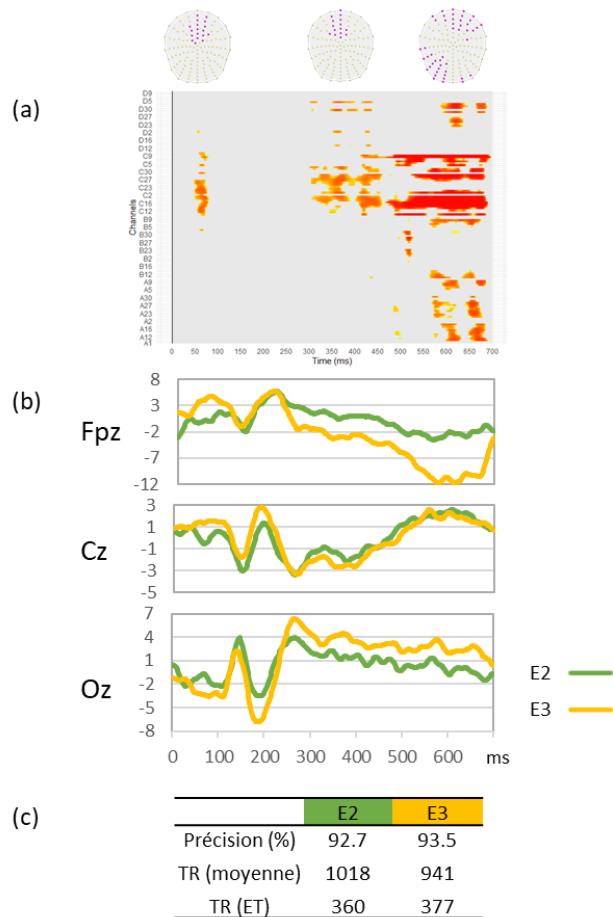 (a)
Channels
D9
D5
D30
D27
D23
D2
D16
D12
C9
C5
C30
C27
C23
C2
C16
C12
B9
B5
B30
B27
B23
B2
B16
B12
A9
A5
A30
A27
A23
A2
A16
A12
A1
0 50 100 150 200 250 300 350 400 450 500 550 600 650 700
Time (ms)
(b)
Fpz
8
3
-2
-7
-12
Cz
3
1
-1
-3
-5
Oz
7
4
1
-2
-5
-8
0 100 200 300 400 500 600 ms
E2
E3
(c)
E2 E3
Précision (%) 92.7 93.5
TR (moyenne) 1018 941
TR (ET) 360 377